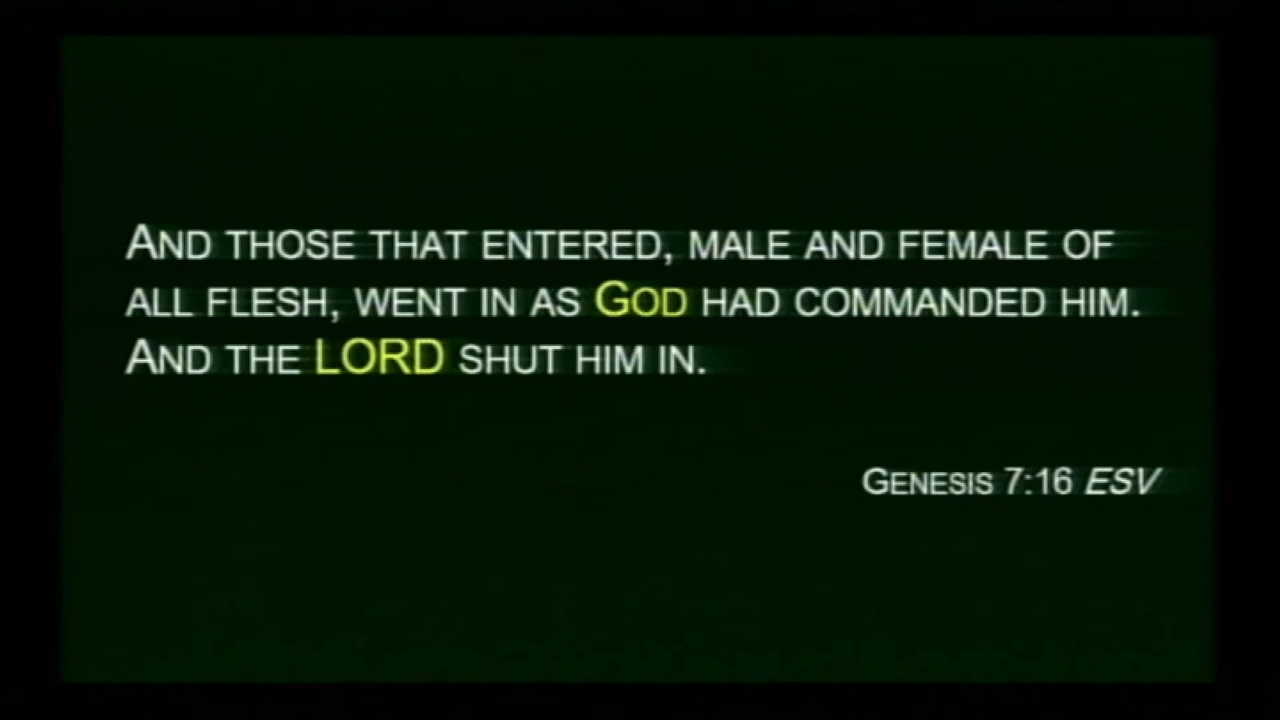 And those that entered, male and female of
all flesh, went in as God had commanded him.
And the LORD shut him in.
Genesis 7:16 ESV